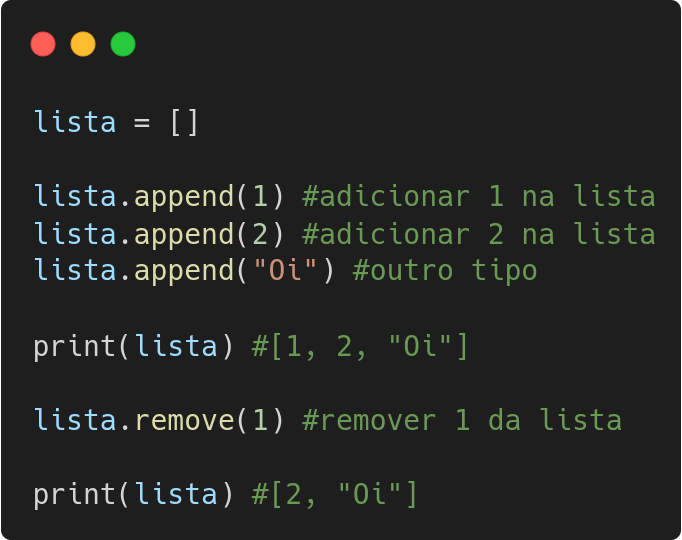 lista = []
lista.append(1) #adicionar 1 na lista
lista.append(2) #adicionar 2 na lista
lista.append("Oi") #outro tipo
print(lista) #[1, 2, "Oi"]
lista.remove(1) #remover 1 da lista
print(lista) #[2, "Oi"]